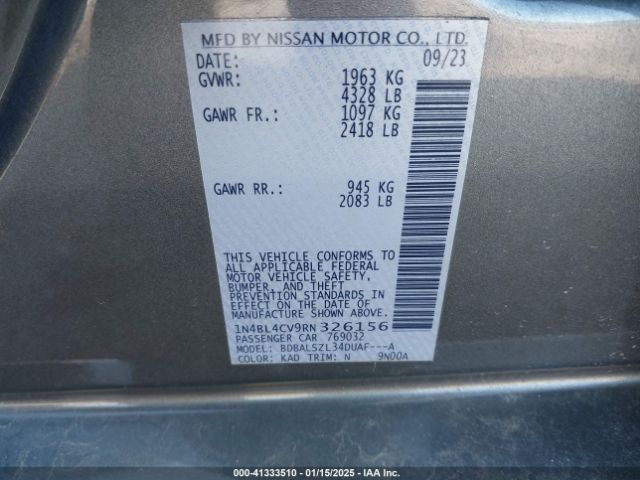 MFD BY NISSAN MOTOR CO., LTD.
DATE: 09/23
GVWR: 1963 KG
4328 LB
GAWR FR.: 1097 KG
2418 LB
GAWR RR.: 945 KG
2083 LB
THIS VEHICLE CONFORMS TO
ALL APPLICABLE FEDERAL
MOTOR VEHICLE SAFETY,
BUMPER, AND THEFT
PREVENTION STANDARDS IN
EFFECT ON THE DATE OF
MANUFACTURE SHOWN ABOVE.
1N4BL4CV9RN326156
PASSENGER CAR 769032
MODEL: BDBALSZL34DUAF---A
COLOR: KAD TRIM: N 9N00A
000-41333510 - 01/15/2025 - IAA Inc.